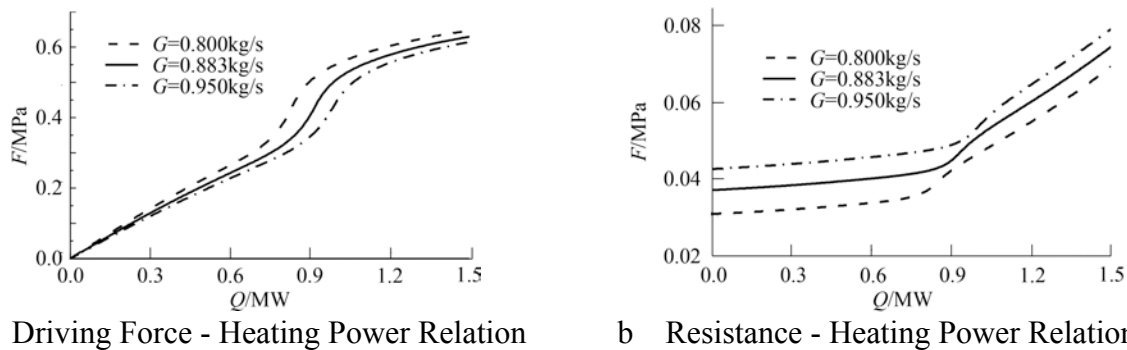 0.6
0.4
0.2
0.0
F/MPa
G=0.800kg/s
G=0.883kg/s
G=0.950kg/s
0.0 0.3 0.6 0.9 1.2 1.5
Q/MW
Driving Force - Heating Power Relation
0.08
0.06
0.04
0.02
F/MPa
G=0.800kg/s
G=0.883kg/s
G=0.950kg/s
0.0 0.3 0.6 0.9 1.2 1.5
Q/MW
b Resistance - Heating Power Relation